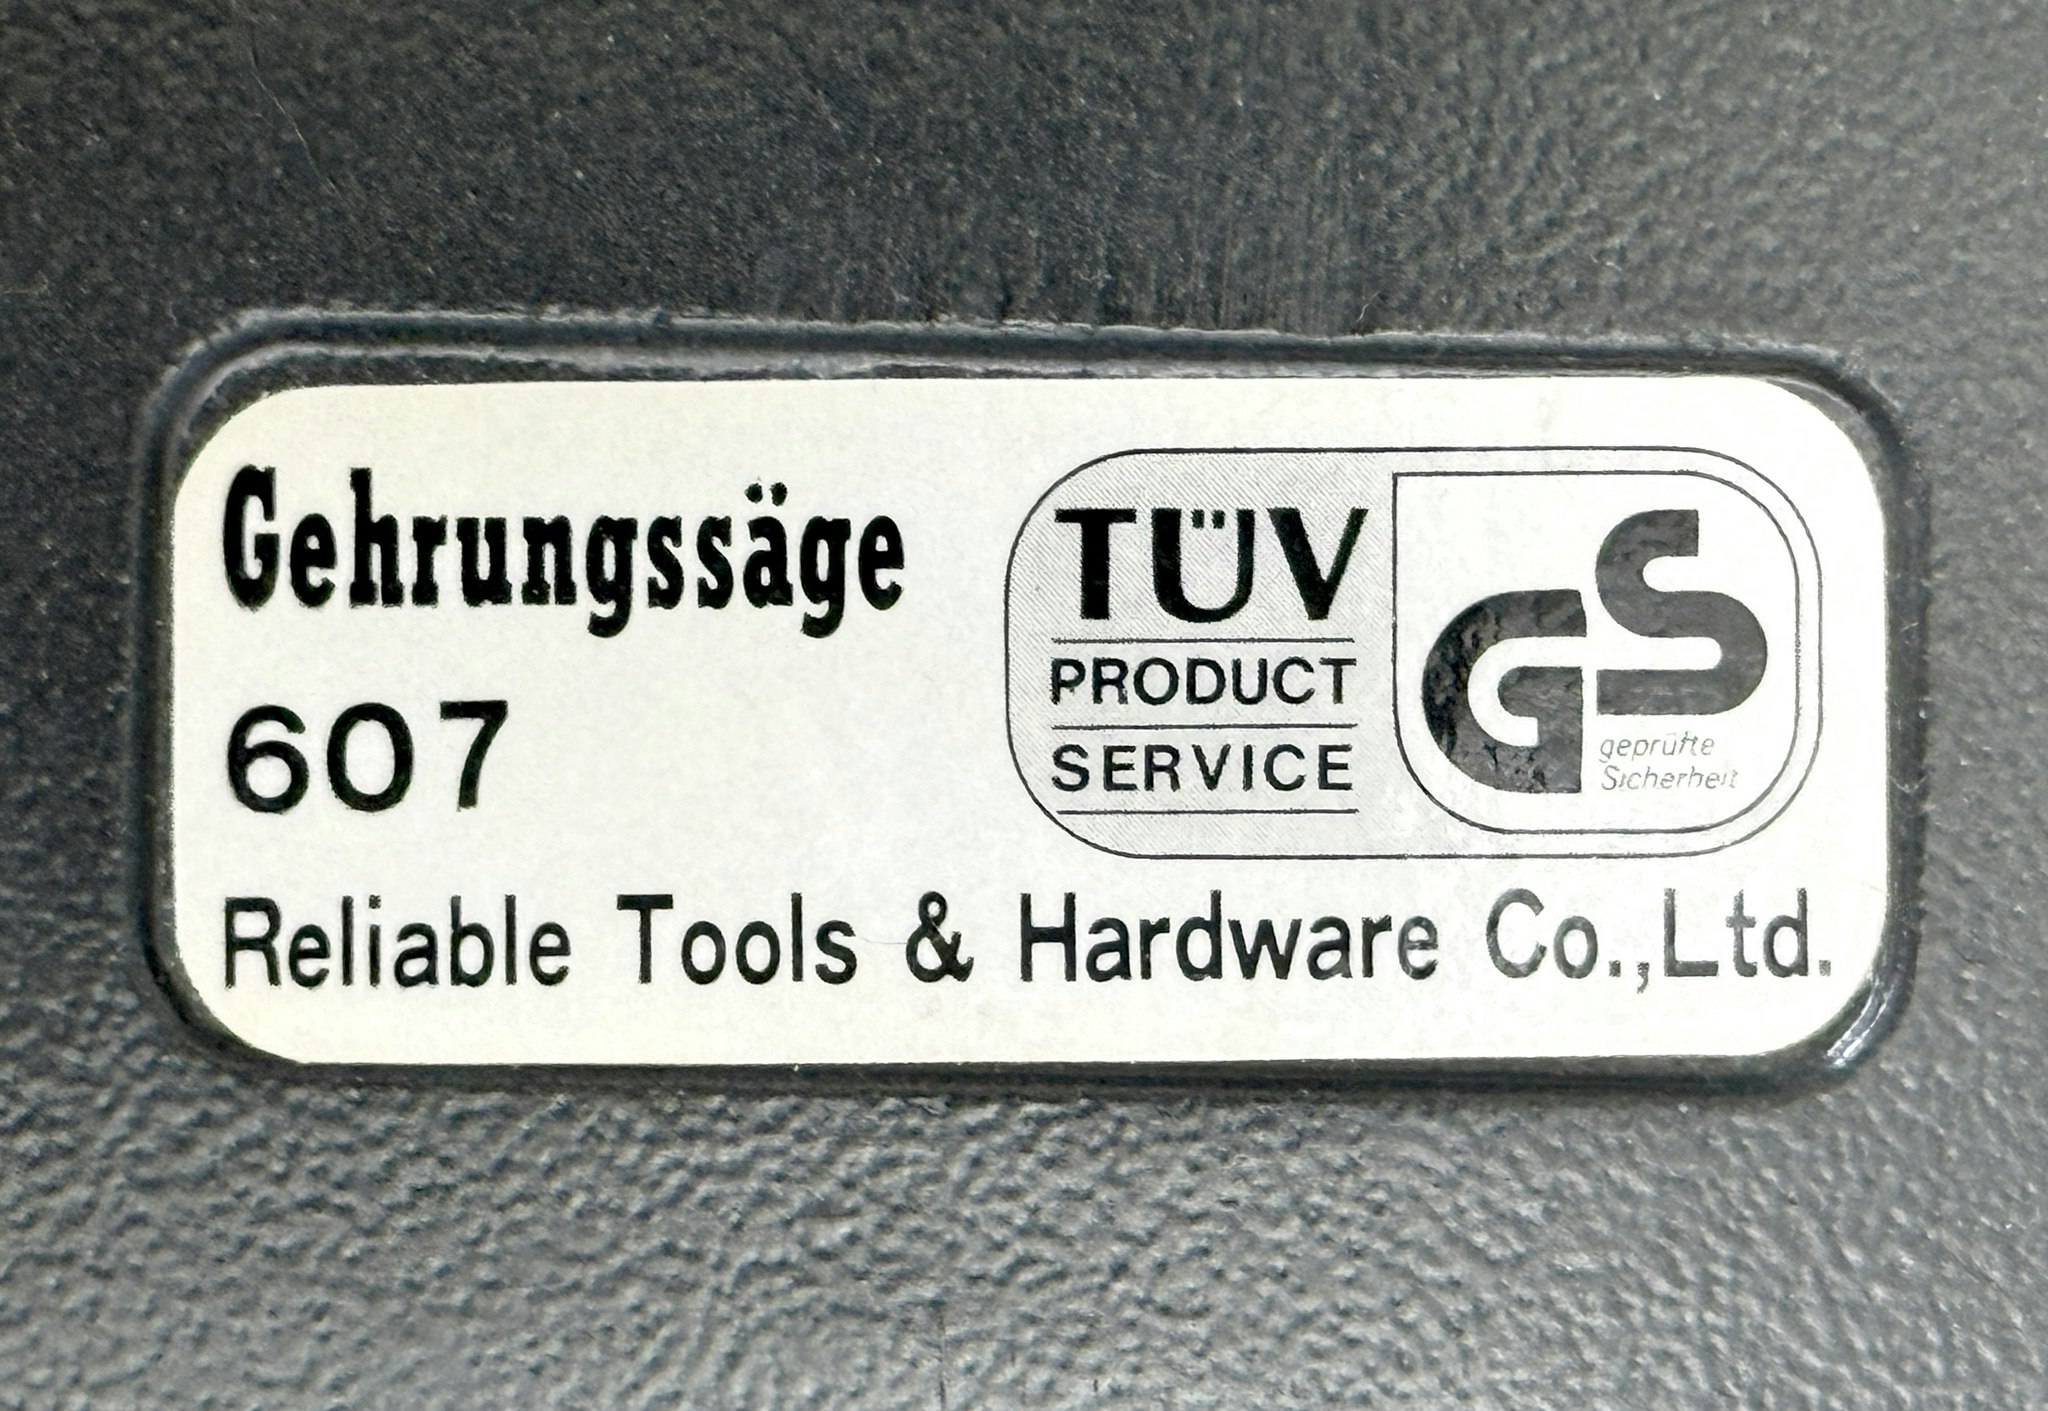 Gehrungssäge
607
TÜV
PRODUCT
SERVICE
GS
geprüfte
Sicherheit
Reliable Tools & Hardware Co.,Ltd.